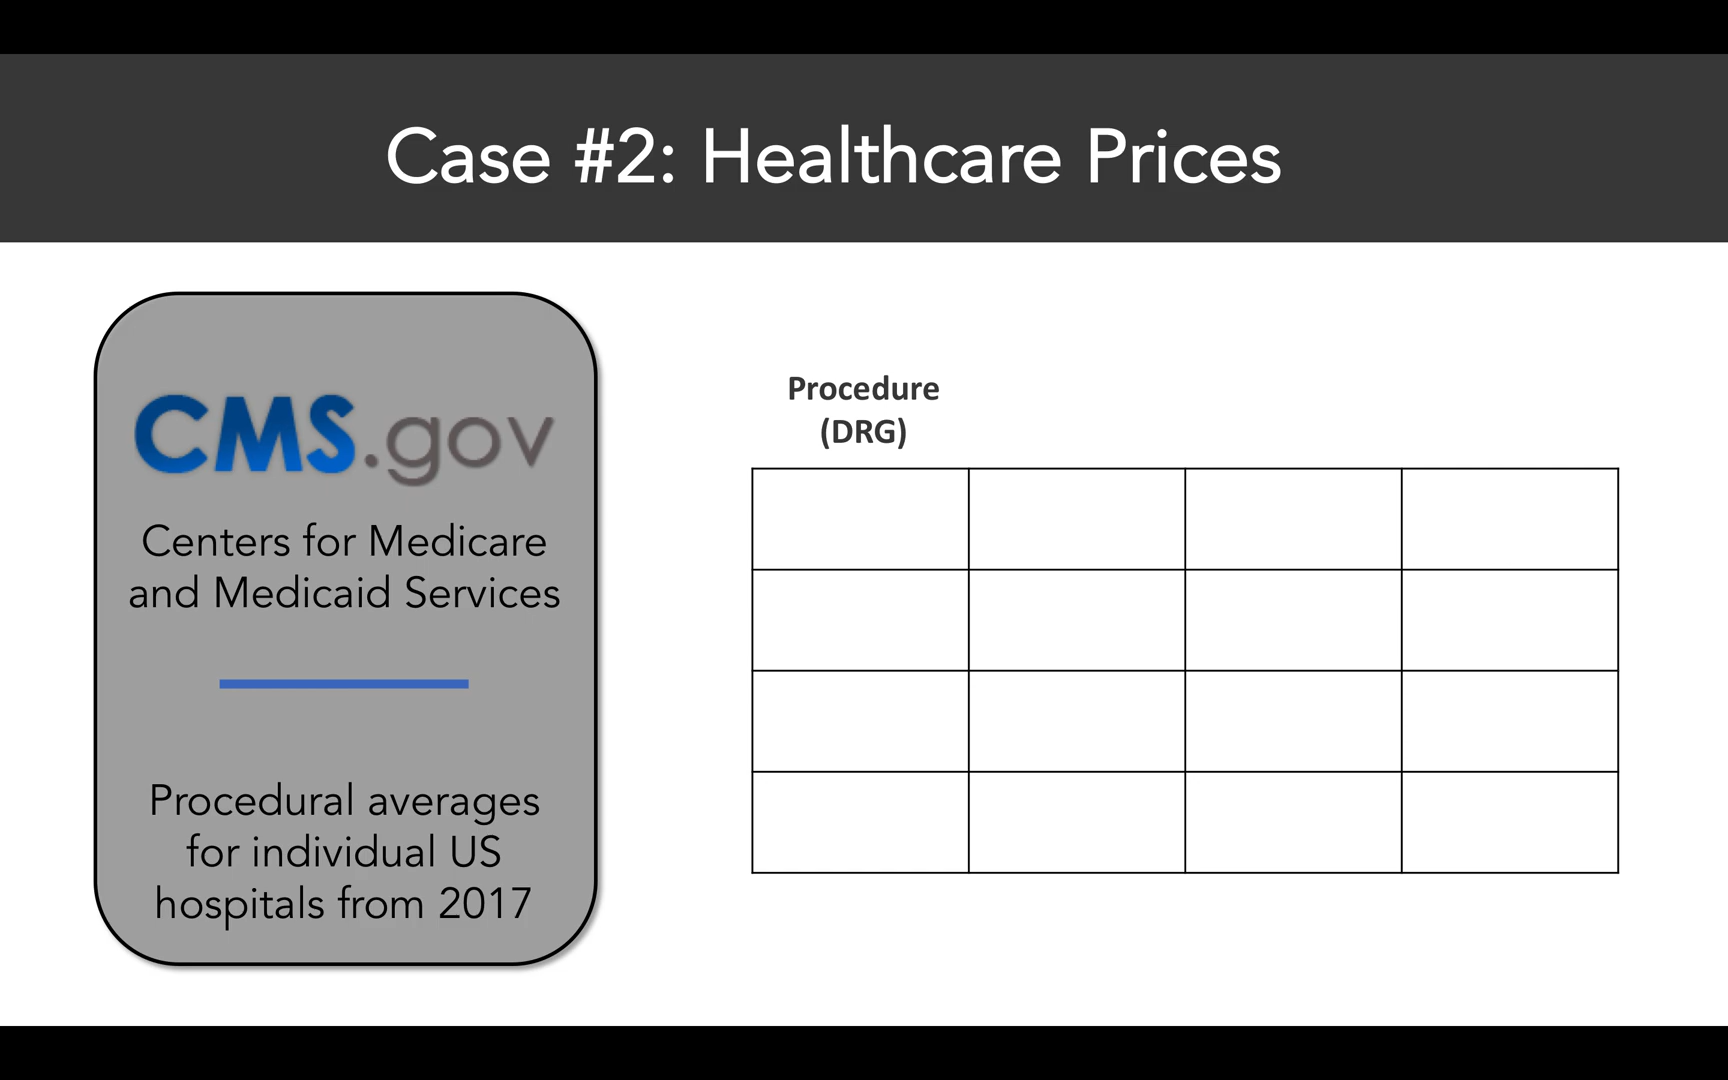 Case #2: Healthcare Prices
CMS.gov
Centers for Medicare
and Medicaid Services
Procedural averages
for individual US
hospitals from 2017
Procedure
(DRG)